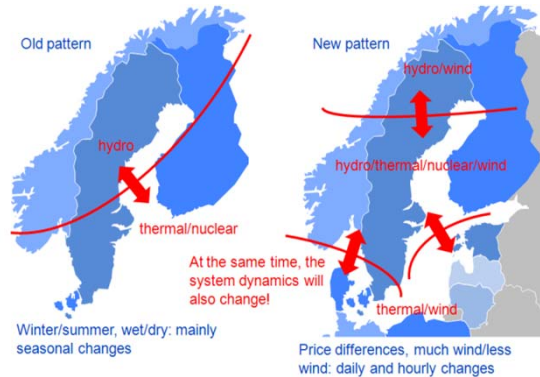 Old pattern
hydro
thermal/nuclear
Winter/summer, wet/dry: mainly
seasonal changes
New pattern
hydro/wind
hydro/thermal/nuclear/wind
At the same time, the
system dynamics will
also change!
thermal/wind
Price differences, much wind/less
wind: daily and hourly changes